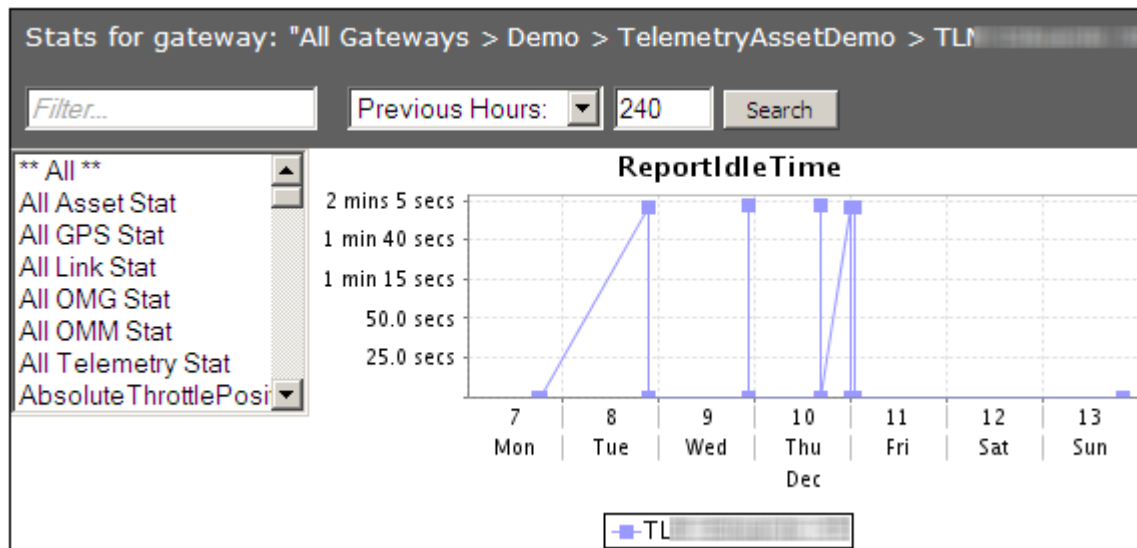 Stats for gateway: "All Gateways > Demo > TelemetryAssetDemo >
Filter...
Previous Hours: 240 Search
** All **
All Asset Stat
All GPS Stat
All Link Stat
All OMG Stat
All OMM Stat
All Telemetry Stat
AbsoluteThrottlePosi
ReportIdleTime
2 mins 5 secs
1 min 40 secs
1 min 15 secs
50.0 secs
25.0 secs
7 8 9 10 11 12 13
Mon Tue Wed Thu Fri Sat Sun
Dec
TL